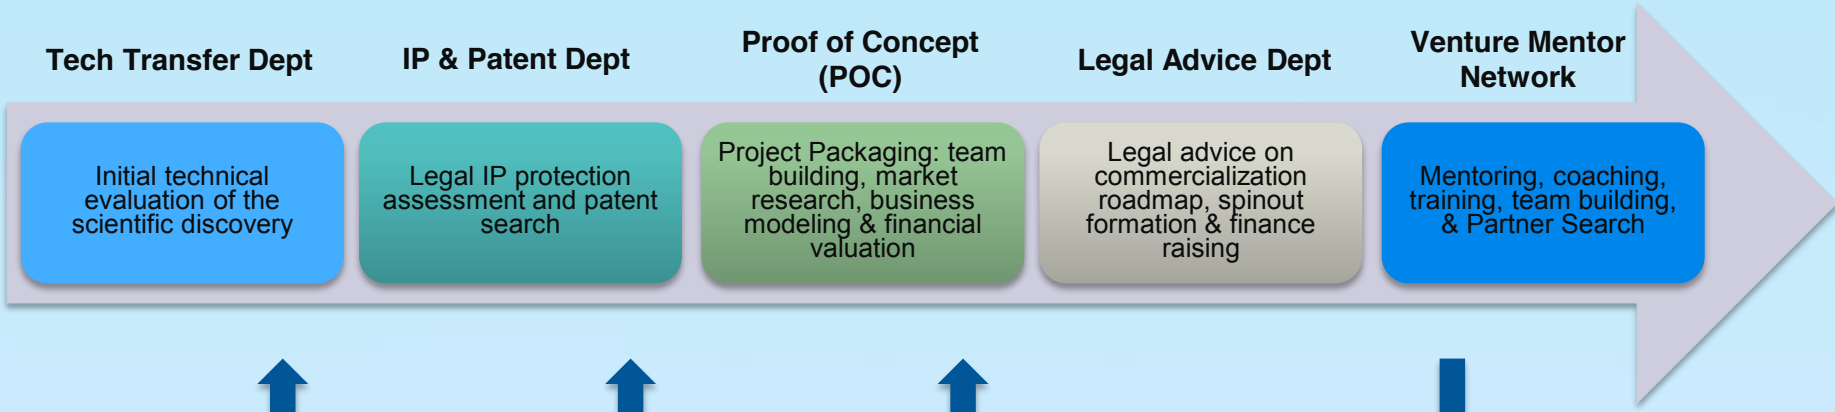 Tech Transfer Dept
IP & Patent Dept
Proof of Concept
(POC)
Legal Advice Dept
Venture Mentor
Network
Initial technical
evaluation of the
scientific discovery
Legal IP protection
assessment and patent
search
Project Packaging: team
building, market
research, business
modeling & financial
valuation
Legal advice on
commercialization
roadmap, spinout
formation & finance
raising
Mentoring, coaching,
training, team building,
& Partner Search